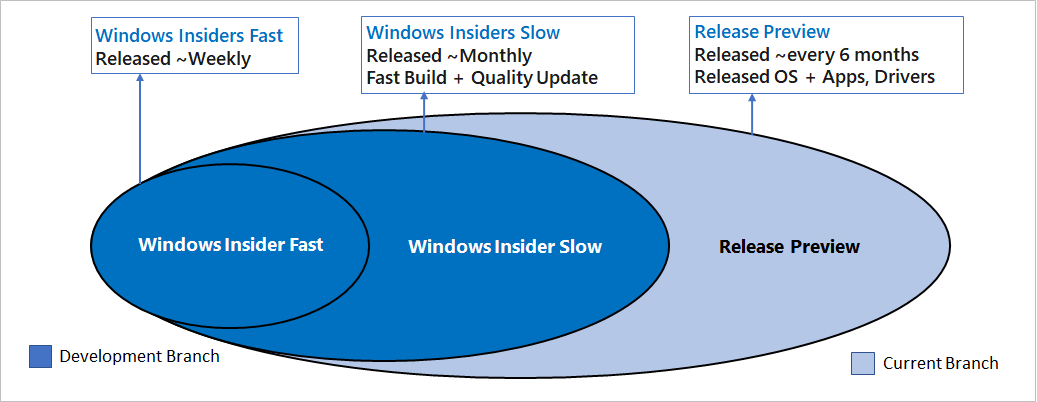 Windows Insiders Fast
Released ~Weekly
Windows Insiders Slow
Released ~Monthly
Fast Build + Quality Update
Release Preview
Released ~every 6 months
Released OS + Apps, Drivers
Windows Insider Fast
Windows Insider Slow
Release Preview
Development Branch
Current Branch